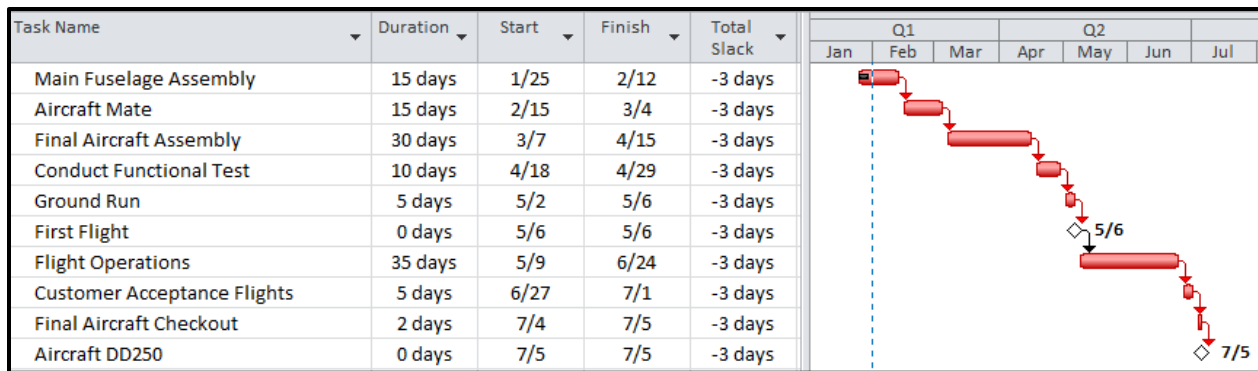 Task Name Duration Start Finish Total Slack Q1 Q2
Jan Feb Mar Apr May Jun Jul
Main Fuselage Assembly 15 days 1/25 2/12 -3 days
Aircraft Mate 15 days 2/15 3/4 -3 days
Final Aircraft Assembly 30 days 3/7 4/15 -3 days
Conduct Functional Test 10 days 4/18 4/29 -3 days
Ground Run 5 days 5/2 5/6 -3 days
First Flight 0 days 5/6 5/6 -3 days 5/6
Flight Operations 35 days 5/9 6/24 -3 days
Customer Acceptance Flights 5 days 6/27 7/1 -3 days
Final Aircraft Checkout 2 days 7/4 7/5 -3 days
Aircraft DD250 0 days 7/5 7/5 -3 days 7/5